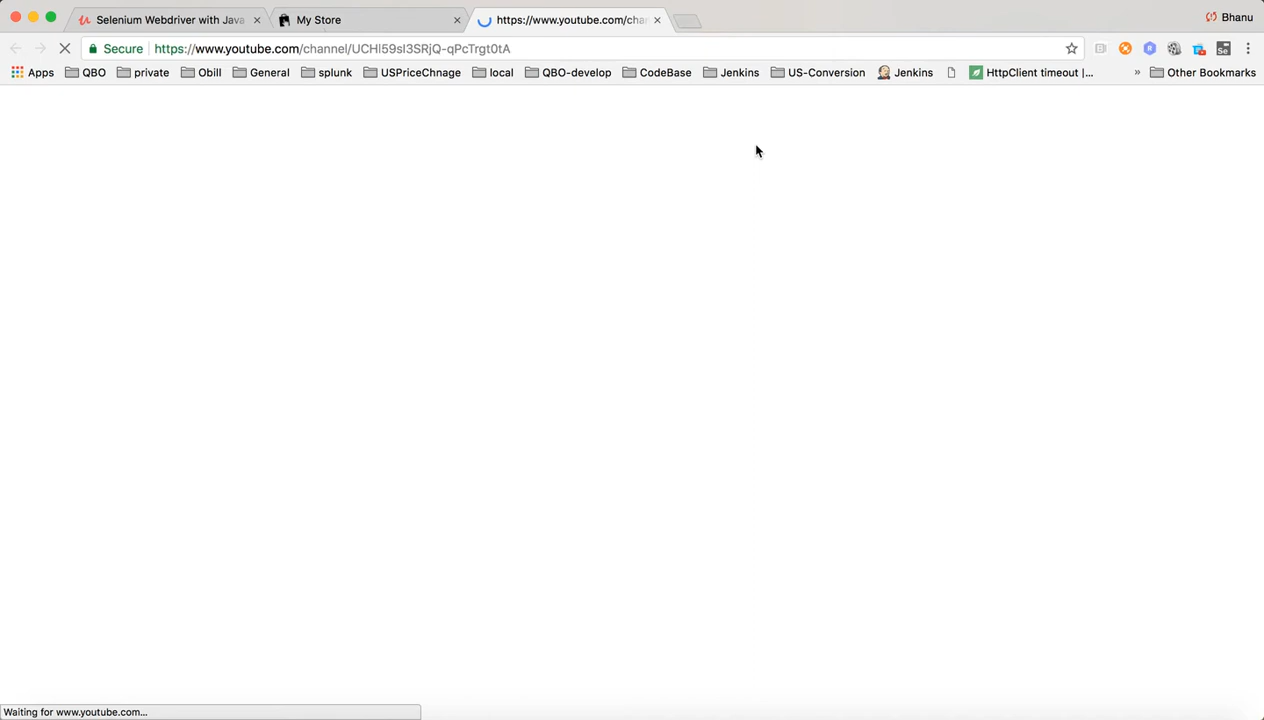 Selenium Webdriver with Java
My Store
https://www.youtube.com/chan
Bhanu
Secure
https://www.youtube.com/channel/UCHl59sI3SRjQ-qPcTrgt0tA
Apps
QBO
private
Obill
General
splunk
USPriceChnage
local
QBO-develop
CodeBase
Jenkins
US-Conversion
Jenkins
HttpClient timeout |...
»
Other Bookmarks
Waiting for www.youtube.com...